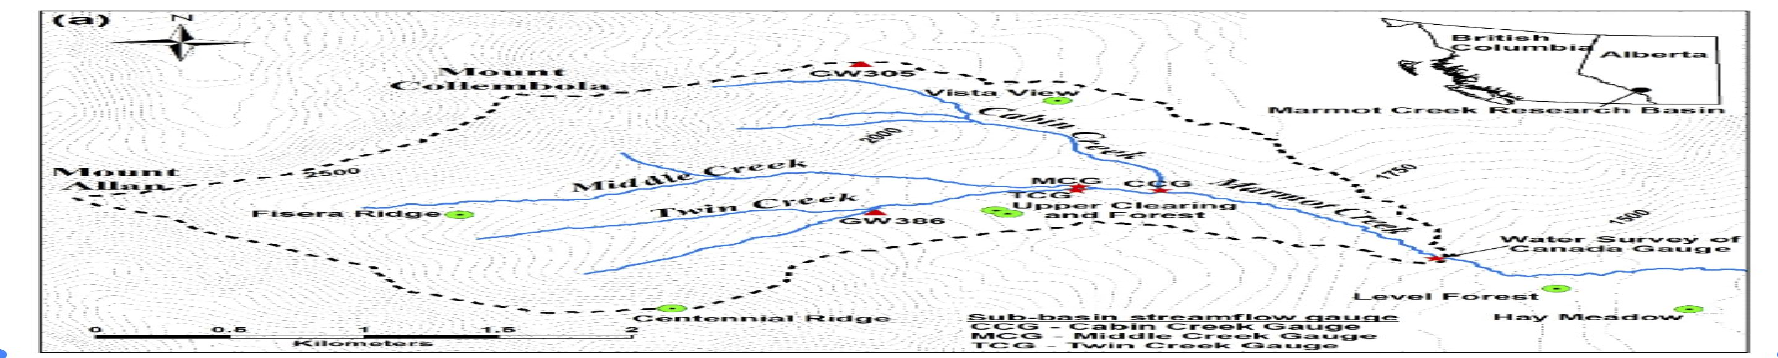 (a)
N
British
Columbia
Alberta
Marmot Creek Research Basin
Mount
Collembola
GW305
Vista View
Cabin Creek
2000
1750
Mount
Allan
2500
Middle Creek
MCG
CCG
Marmot Creek
TCG
Twin Creek
Fisera Ridge
GW386
Upper Clearing
and Forest
1500
Water Survey of
Canada Gauge
Level Forest
Hay Meadow
Centennial Ridge
0 0.5 1 1.5 2
Kilometers
Sub-basin streamflow gauge
CCG - Cabin Creek Gauge
MCG - Middle Creek Gauge
TCG - Twin Creek Gauge